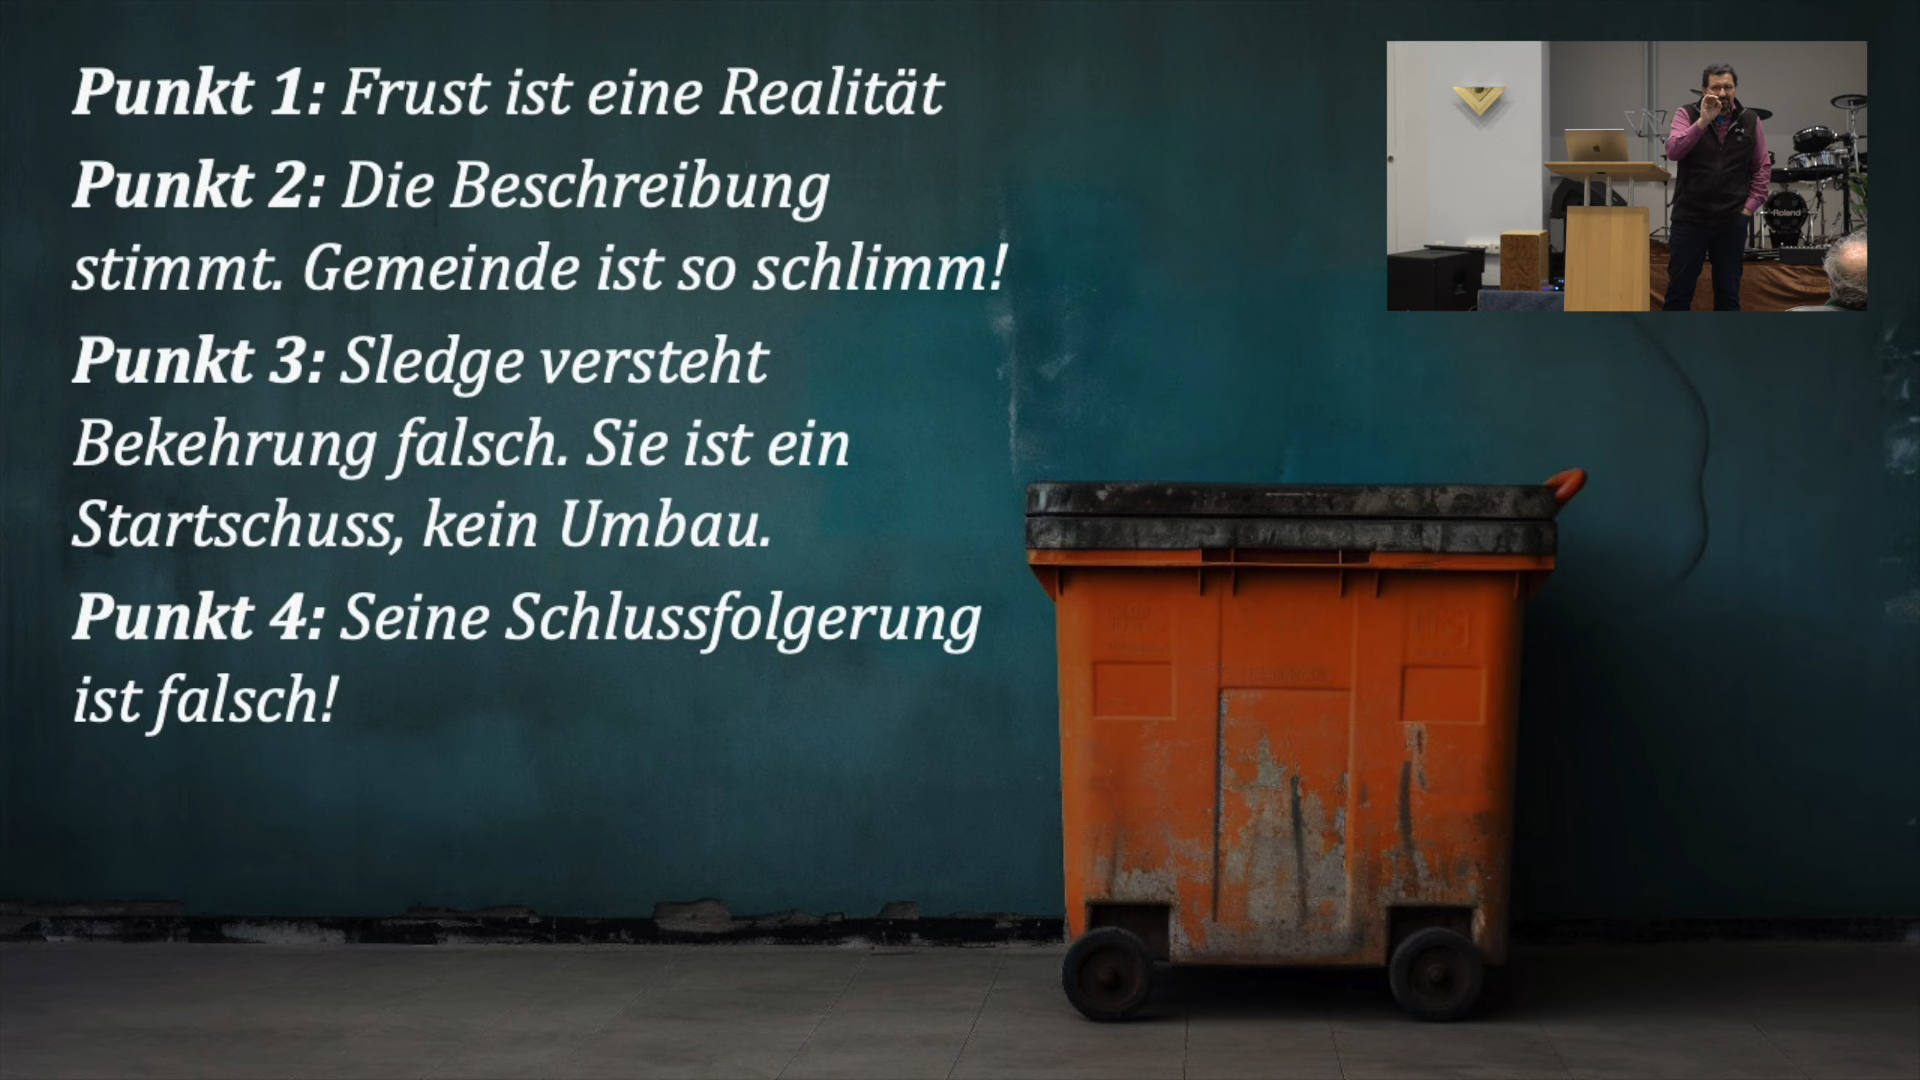 Punkt 1: Frust ist eine Realität
Punkt 2: Die Beschreibung
stimmt. Gemeinde ist so schlimm!
Punkt 3: Sledge versteht
Bekehrung falsch. Sie ist ein
Startschuss, kein Umbau.
Punkt 4: Seine Schlussfolgerung
ist falsch!
Roland